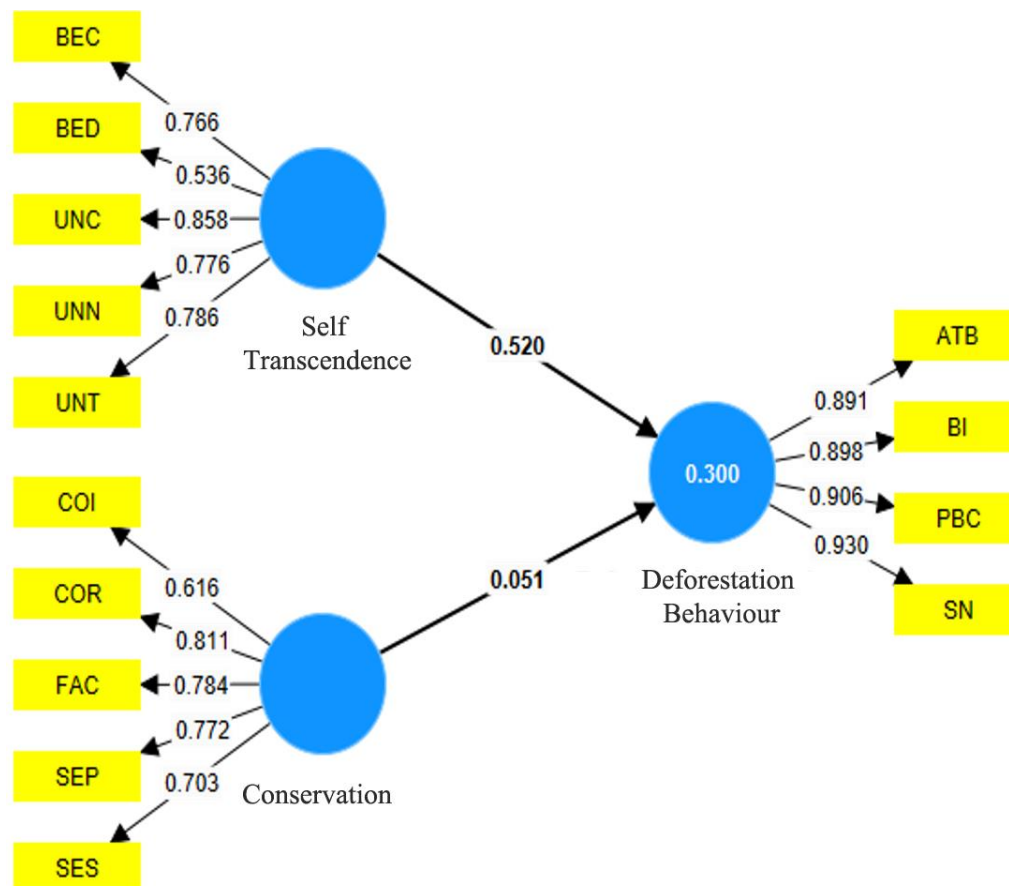 BEC
0.766
BED
0.536
UNC
0.858
UNN
0.776
0.786
UNT
Self
Transcendence
0.520
COI
0.616
COR
0.811
FAC
0.784
0.772
SEP
0.703
SES
Conservation
0.051
0.300
Deforestation
Behaviour
ATB
0.891
BI
0.898
0.906
PBC
0.930
SN